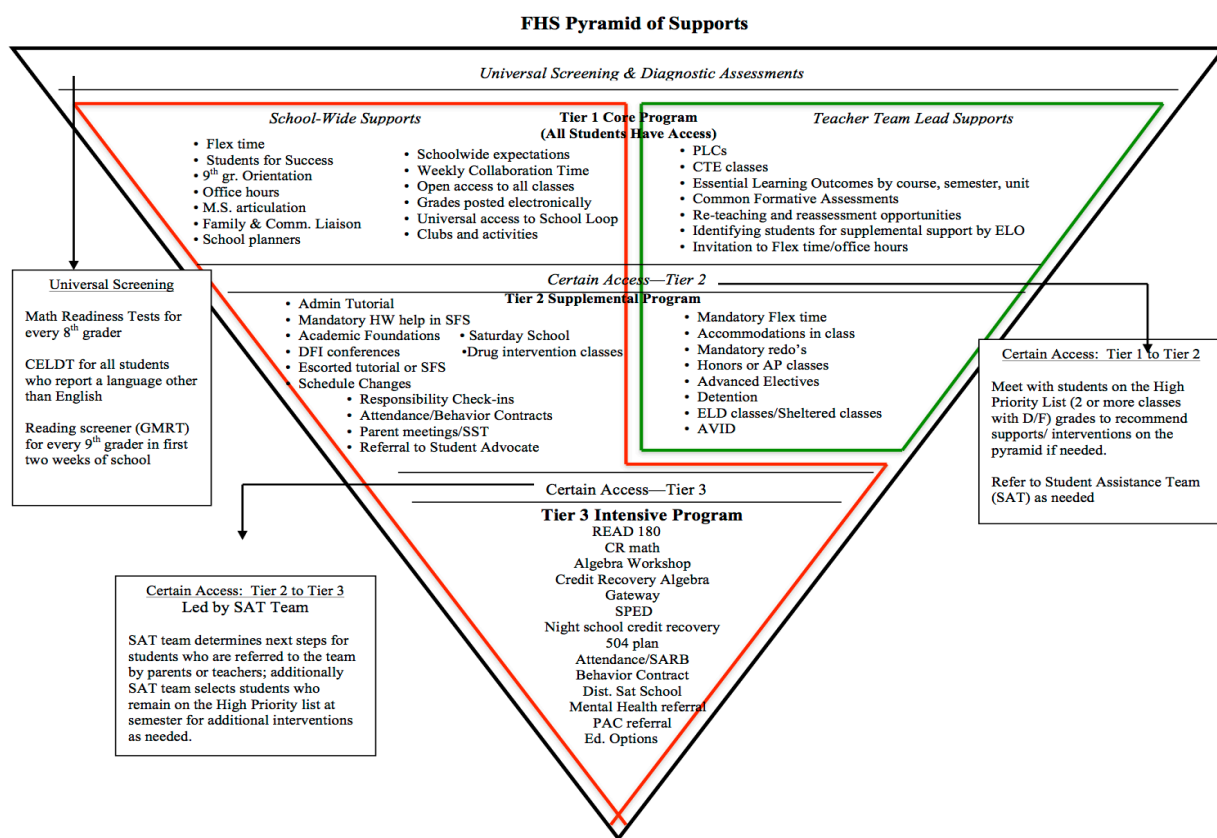 FHS Pyramid of Supports
Universal Screening & Diagnostic Assessments
School-Wide Supports
Tier 1 Core Program
(All Students Have Access)
Teacher Team Lead Supports
• Flex time
• Students for Success
• 9th gr. Orientation
• Office hours
• M.S. articulation
• Family & Comm. Liaison
• School planners
• Schoolwide expectations
• Weekly Collaboration Time
• Open access to all classes
• Grades posted electronically
• Universal access to School Loop
• Clubs and activities
• PLCs
• CTE classes
• Essential Learning Outcomes by course, semester, unit
• Common Formative Assessments
• Re-teaching and reassessment opportunities
• Identifying students for supplemental support by ELO
• Invitation to Flex time/office hours
Universal Screening
Math Readiness Tests for
every 8th grader
CELDT for all students
who report a language other
than English
Reading screener (GMRT)
for every 9th grader in first
two weeks of school
Certain Access—Tier 2
Tier 2 Supplemental Program
• Admin Tutorial
• Mandatory HW help in SFS
• Academic Foundations
• DFI conferences
• Escorted tutorial or SFS
• Schedule Changes
• Saturday School
•Drug intervention classes
• Responsibility Check-ins
• Attendance/Behavior Contracts
• Parent meetings/SST
• Referral to Student Advocate
• Mandatory Flex time
• Accommodations in class
• Mandatory redo's
• Honors or AP classes
• Advanced Electives
• Detention
• ELD classes/Sheltered classes
• AVID
Certain Access: Tier 1 to Tier 2
Meet with students on the High
Priority List (2 or more classes
with D/F) grades to recommend
supports/ interventions on the
pyramid if needed.
Refer to Student Assistance Team
(SAT) as needed
Certain Access—Tier 3
Tier 3 Intensive Program
READ 180
CR math
Algebra Workshop
Credit Recovery Algebra
Gateway
SPED
Night school credit recovery
504 plan
Attendance/SARB
Behavior Contract
Dist. Sat School
Mental Health referral
PAC referral
Ed. Options
Certain Access: Tier 2 to Tier 3
Led by SAT Team
SAT team determines next steps for
students who are referred to the team
by parents or teachers; additionally
SAT team selects students who
remain on the High Priority list at
semester for additional interventions
as needed.